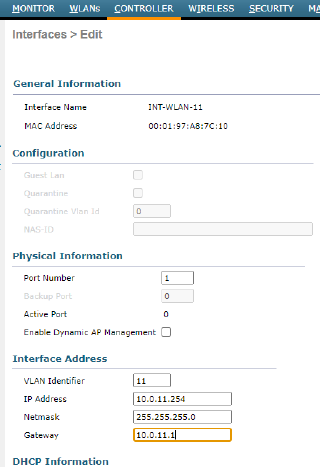 MONITOR WLANs CONTROLLER WIRELESS SECURITY MA
Interfaces > Edit
General Information
Interface Name INT-WLAN-11
MAC Address 00:01:97:A8:7C:10
Configuration
Guest Lan
Quarantine
Quarantine Vlan Id 0
NAS-ID
Physical Information
Port Number 1
Backup Port 0
Active Port 0
Enable Dynamic AP Management
Interface Address
VLAN Identifier 11
IP Address 10.0.11.254
Netmask 255.255.255.0
Gateway 10.0.11.1
DHCP Information